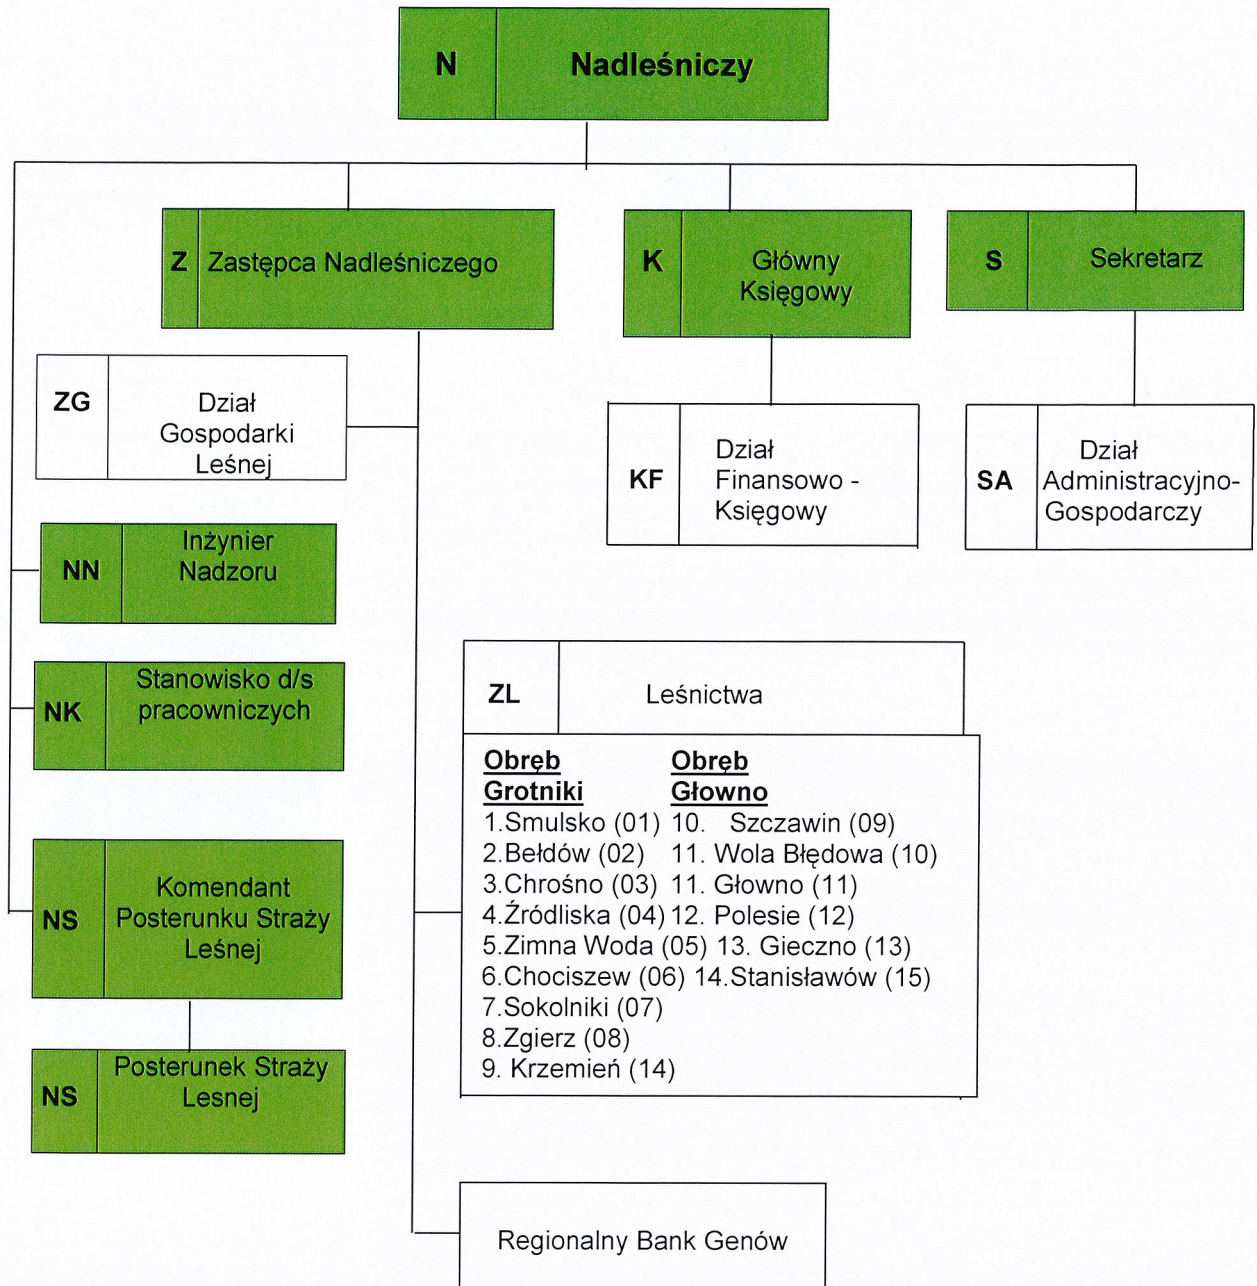 N Nadleśniczy
Z Zastępca Nadleśniczego
K Główny
Księgowy
S Sekretarz
ZG Dział
Gospodarki
Leśnej
KF Dział
Finansowo -
Księgowy
SA Dział
Administracyjno-
Gospodarczy
NN Inżynier
Nadzoru
NK Stanowisko d/s
pracowniczych
NS Komendant
Posterunku Straży
Leśnej
NS Posterunek Straży
Lesnej
ZL Leśnictwa
Obręb Obręb
Grotniki Głowno
1.Smulsko (01) 10. Szczawin (09)
2.Bełdów (02) 11. Wola Błędowa (10)
3.Chrośno (03) 11. Głowno (11)
4.Źródliska (04) 12. Polesie (12)
5.Zimna Woda (05) 13. Gieczno (13)
6.Chociszew (06) 14.Stanisławów (15)
7.Sokolniki (07)
8.Zgierz (08)
9. Krzemień (14)
Regionalny Bank Genów